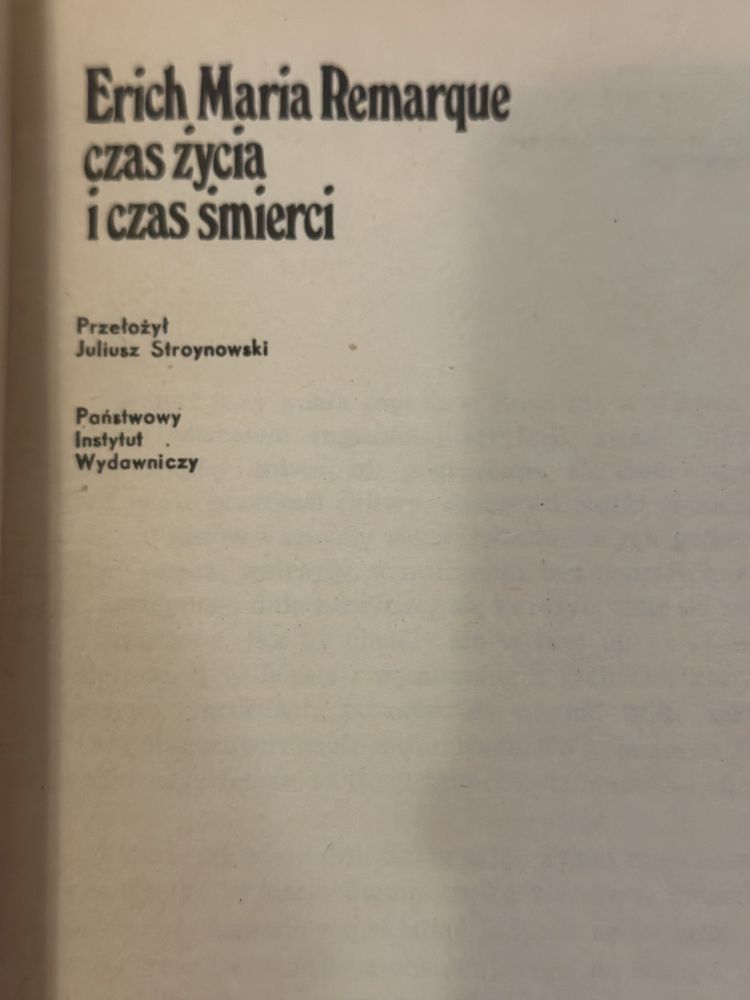 Erich Maria Remarque
czas życia
i czas śmierci
Przełożył
Juliusz Stroynowski
Państwowy
Instytut
Wydawniczy